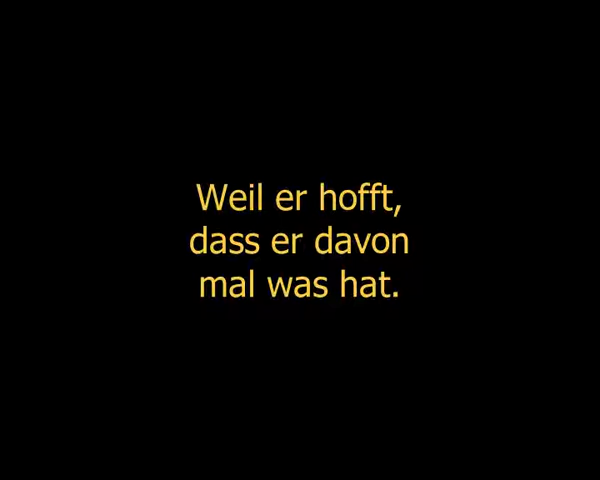 Weil er hofft,
dass er davon
mal was hat.